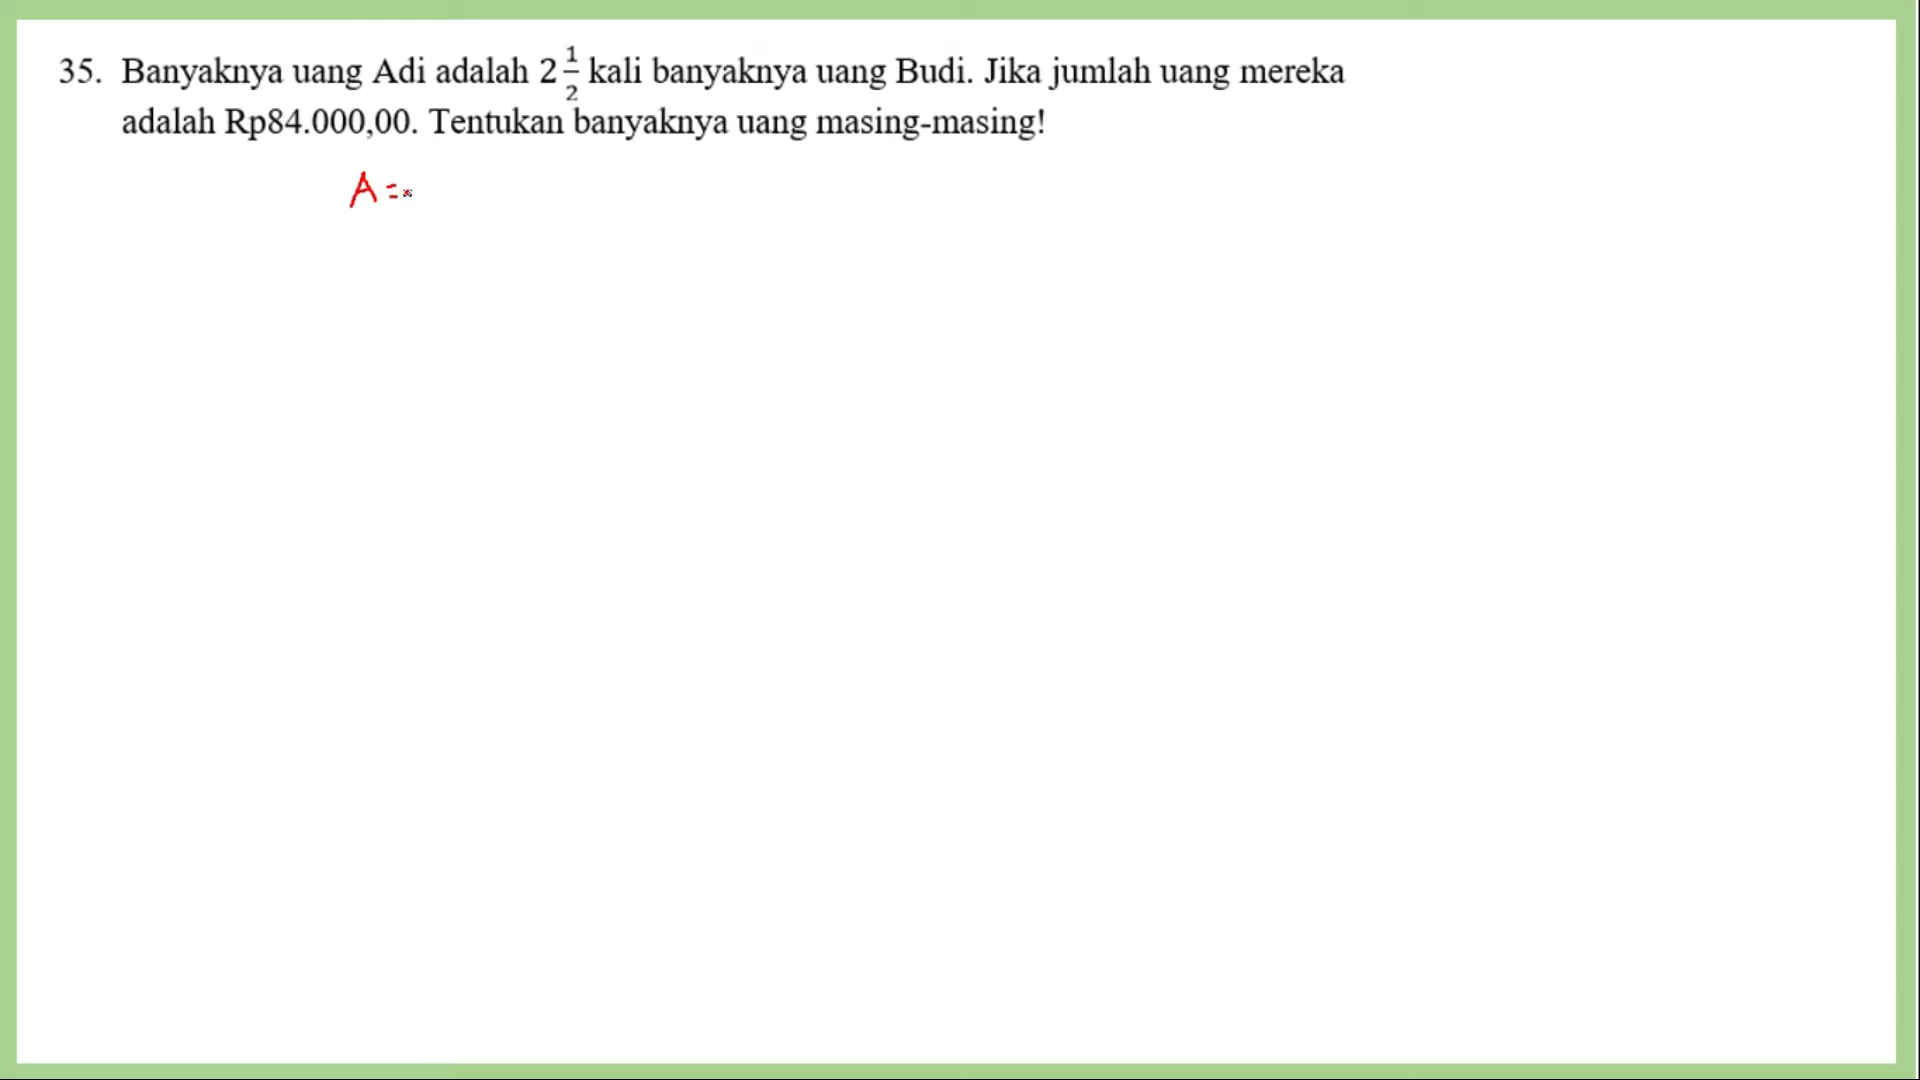 35. Banyaknya uang Adi adalah 2 1/2 kali banyaknya uang Budi. Jika jumlah uang mereka
adalah Rp84.000,00. Tentukan banyaknya uang masing-masing!
A =